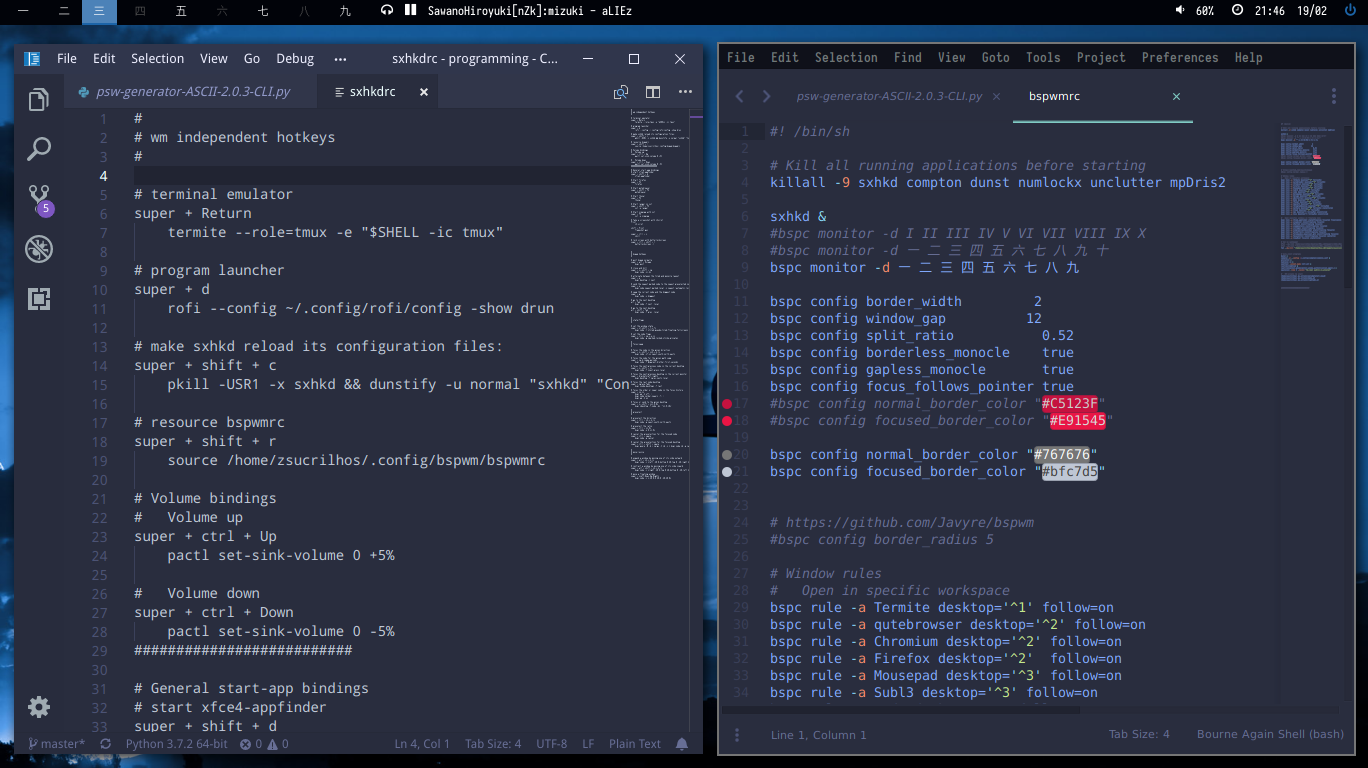 一 二 三 四 五 六 七 八 九 SawanoHiroyuki[nZk]:mizuki - aLIEz 60% 21:46 19/02
File Edit Selection View Go Debug ··· sxhkdrc - programming - C...
psw-generator-ASCII-2.0.3-CLI.py sxhkdrc
1 #
2 # wm independent hotkeys
3 #
4
5 # terminal emulator
6 super + Return
7 termite --role=tmux -e "$SHELL -ic tmux"
8
9 # program launcher
10 super + d
11 rofi --config ~/.config/rofi/config -show drun
12
13 # make sxhkd reload its configuration files:
14 super + shift + c
15 pkill -USR1 -x sxhkd && dunstify -u normal "sxhkd" "Con
16
17 # resource bspwmrc
18 super + shift + r
19 source /home/zsucrilhos/.config/bspwm/bspwmrc
20
21 # Volume bindings
22 #   Volume up
23 super + ctrl + Up
24 pactl set-sink-volume 0 +5%
25
26 #   Volume down
27 super + ctrl + Down
28 pactl set-sink-volume 0 -5%
29 ##########################
30
31 # General start-app bindings
32 # start xfce4-appfinder
33 super + shift + d
5
master* Python 3.7.2 64-bit 0 0 Ln 4, Col 1 Tab Size: 4 UTF-8 LF Plain Text
File Edit Selection Find View Goto Tools Project Preferences Help
psw-generator-ASCII-2.0.3-CLI.py bspwmrc
1 #! /bin/sh
2
3 # Kill all running applications before starting
4 killall -9 sxhkd compton dunst numlockx unclutter mpDris2
5
6 sxhkd &
7 #bspc monitor -d I II III IV V VI VII VIII IX X
8 #bspc monitor -d 一 二 三 四 五 六 七 八 九 十
9 bspc monitor -d 一 二 三 四 五 六 七 八 九
10
11 bspc config border_width 2
12 bspc config window_gap 12
13 bspc config split_ratio 0.52
14 bspc config borderless_monocle true
15 bspc config gapless_monocle true
16 bspc config focus_follows_pointer true
17 #bspc config normal_border_color "#C5123F"
18 #bspc config focused_border_color "#E91545"
19
20 bspc config normal_border_color "#767676"
21 bspc config focused_border_color "#bfc7d5"
22
23
24 # https://github.com/Javyre/bspwm
25 #bspc config border_radius 5
26
27 # Window rules
28 #   Open in specific workspace
29 bspc rule -a Termite desktop='^1' follow=on
30 bspc rule -a qutebrowser desktop='^2' follow=on
31 bspc rule -a Chromium desktop='^2' follow=on
32 bspc rule -a Firefox desktop='^2' follow=on
33 bspc rule -a Mousepad desktop='^3' follow=on
34 bspc rule -a Subl3 desktop='^3' follow=on
Line 1, Column 1 Tab Size: 4 Bourne Again Shell (bash)